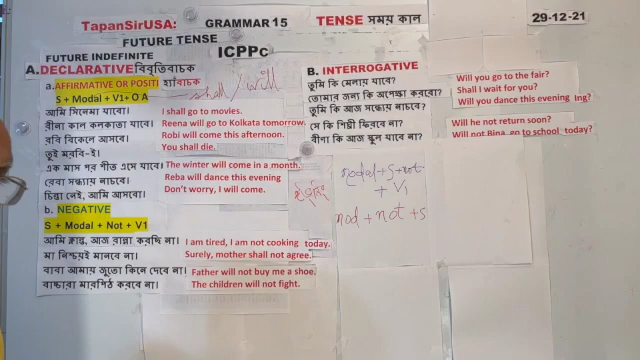 TapanSirUSA: GRAMMAR 15 TENSE সময় কাল 29-12-21
FUTURE TENSE
FUTURE INDEFINITE ICPPc
A.DECLARATIVE বিবৃতিবাচক
a. AFFIRMATIVE OR POSITI হ্যাঁবাচক shall/will
S + Modal + V1+ O A
আমি সিনেমা যাবো। I shall go to movies.
রীনা কাল কলকাতা যাবে। Reena will go to Kolkata tomorrow.
রবি বিকেলে আসবে। Robi will come this afternoon.
তুই মরবি-ই। You shall die.
এক মাস পর শীত এসে যাবে। The winter will come in a month.
রেবা সন্ধ্যায় নাচবে। Reba will dance this evening
চিন্তা নেই, আমি আসবো। Don't worry, I will come.
b. NEGATIVE
S + Modal + Not + V1
আমি ক্লান্ত, আজ রান্না করছি না। I am tired, I am not cooking today.
মা নিশ্চয়ই মানবে না। Surely, mother shall not agree.
বাবা আমায় জুতো কিনে দেবে না। Father will not buy me a shoe.
বাচ্চারা মারপিঠ করবে না। The children will not fight.
B. INTERROGATIVE
তুমি কি মেলায় যাবে? Will you go to the fair?
তোমার জন্য কি অপেক্ষা করবো? Shall I wait for you?
তুমি কি আজ সন্ধ্যায় নাচবে? Will you dance this evening ing?
সে কি শিগ্রী ফিরবে না? Will he not return soon?
বীণা কি আজ স্কুল যাবে না? Will not Bina go to school today?
modal + S + not
+ V1
mod + not + S